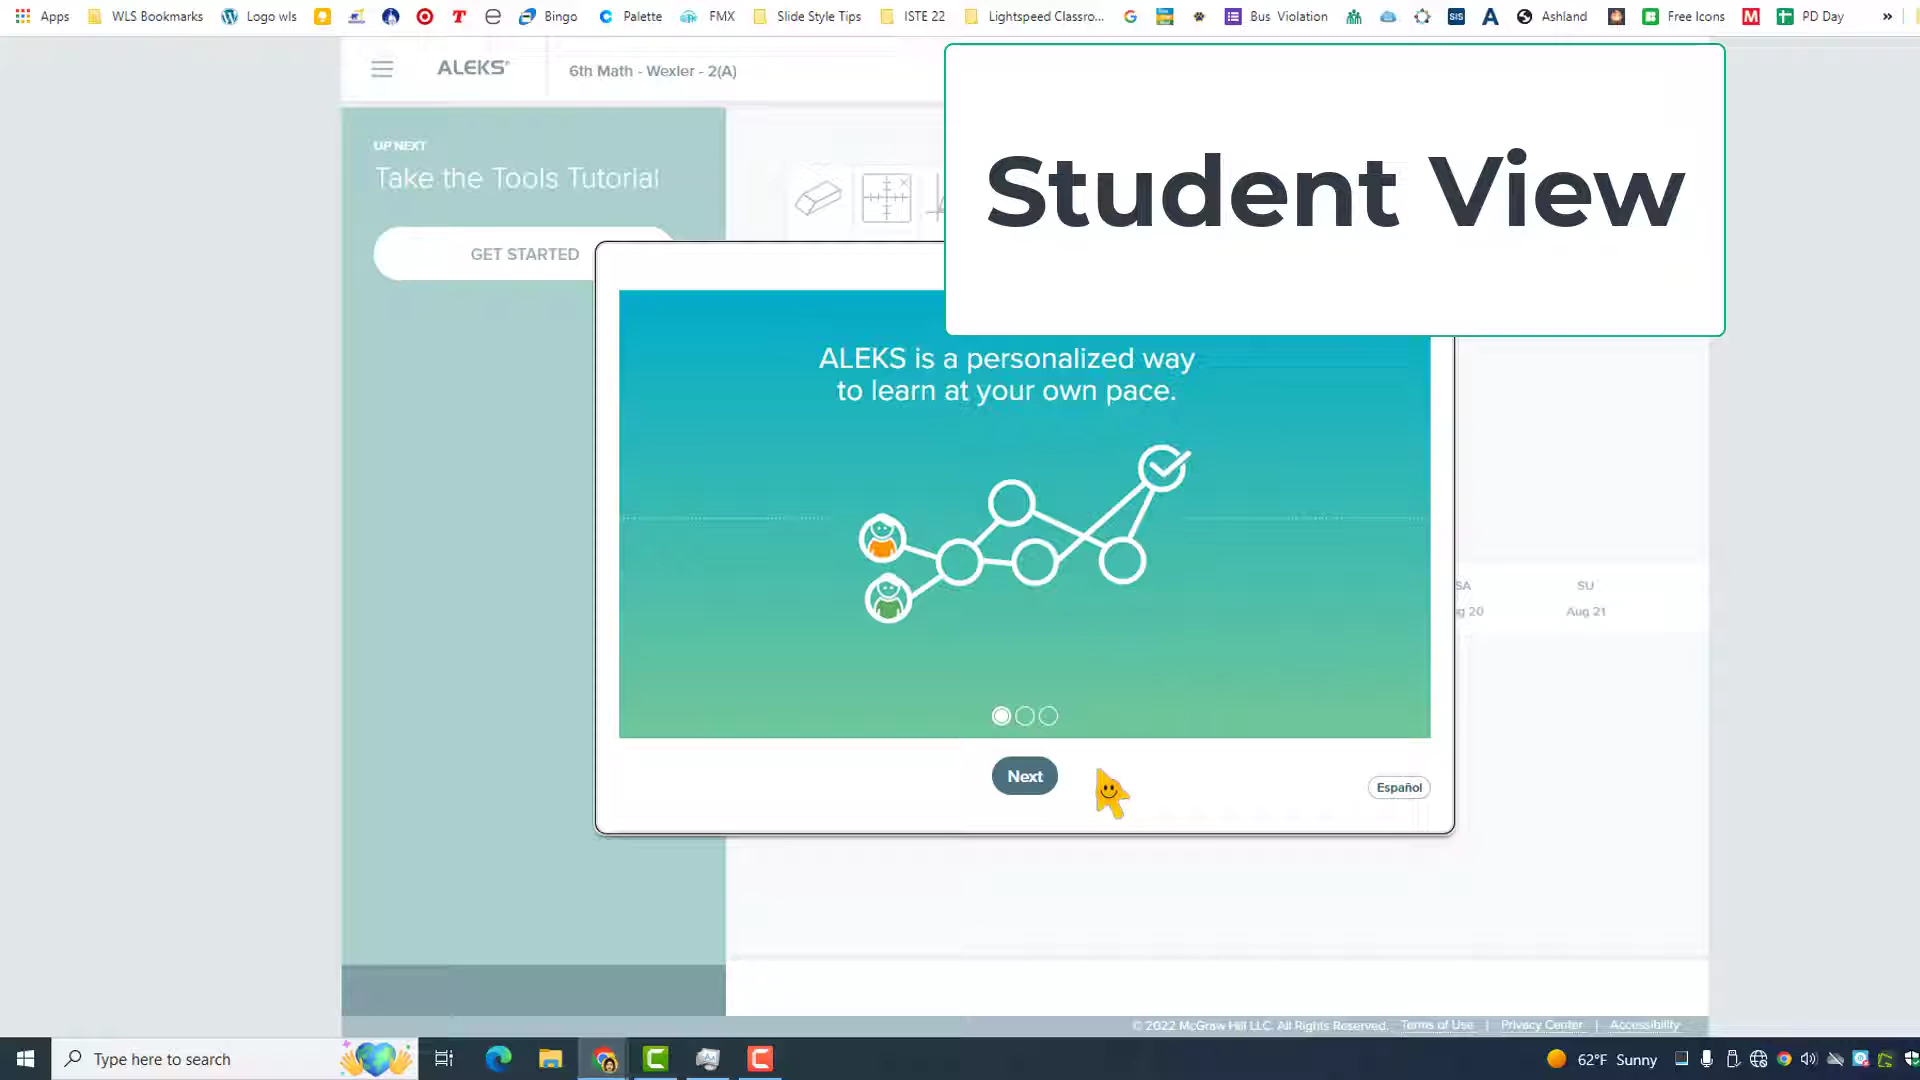 Apps WLS Bookmarks Logo wls Bingo Palette FMX Slide Style Tips ISTE 22 Lightspeed Classro... Bus Violation SIS Ashland Free Icons PD Day »
ALEKS® 6th Math - Wexler - 2(A)
Student View
UP NEXT
Take the Tools Tutorial
GET STARTED
ALEKS is a personalized way
to learn at your own pace.
SA SU
g 20 Aug 21
Next
Español
© 2022 McGraw Hill LLC. All Rights Reserved. Terms of Use | Privacy Center | Accessibility
Type here to search 62°F Sunny